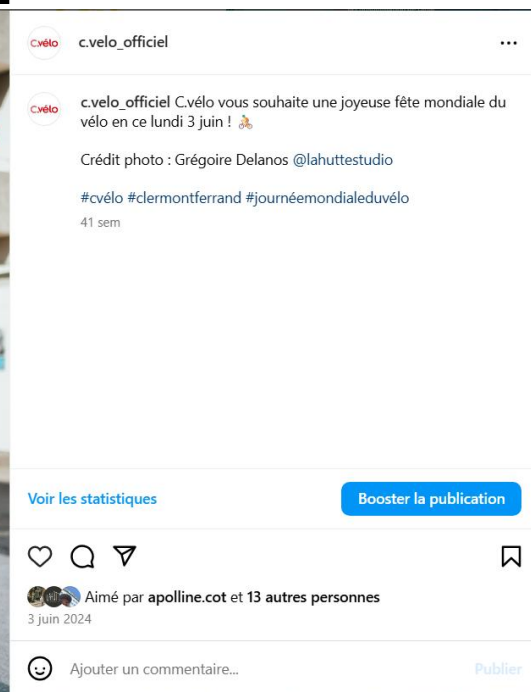 C.vélo c.velo_officiel ...
C.vélo c.velo_officiel C.vélo vous souhaite une joyeuse fête mondiale du
vélo en ce lundi 3 juin ! 🚴
Crédit photo : Grégoire Delanos @lahuttestudio
#cvélo #clermontferrand #journéemondialeduvélo
41 sem
Voir les statistiques Booster la publication
Aimé par apolline.cot et 13 autres personnes
3 juin 2024
Ajouter un commentaire... Publier